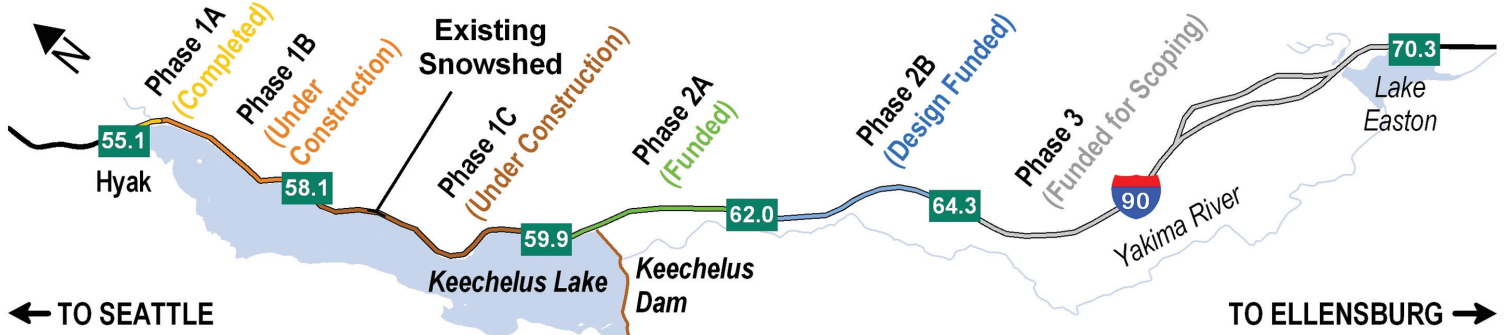 N
Phase 1A
(Completed)
Phase 1B
(Under
Construction)
Existing
Snowshed
Phase 1C
(Under Construction)
Phase 2A
(Funded)
Phase 2B
(Design Funded)
Phase 3
(Funded for Scoping)
70.3
Lake
Easton
55.1
Hyak
58.1
59.9
62.0
64.3
90
Yakima River
Keechelus Lake
Keechelus
Dam
TO SEATTLE
TO ELLENSBURG